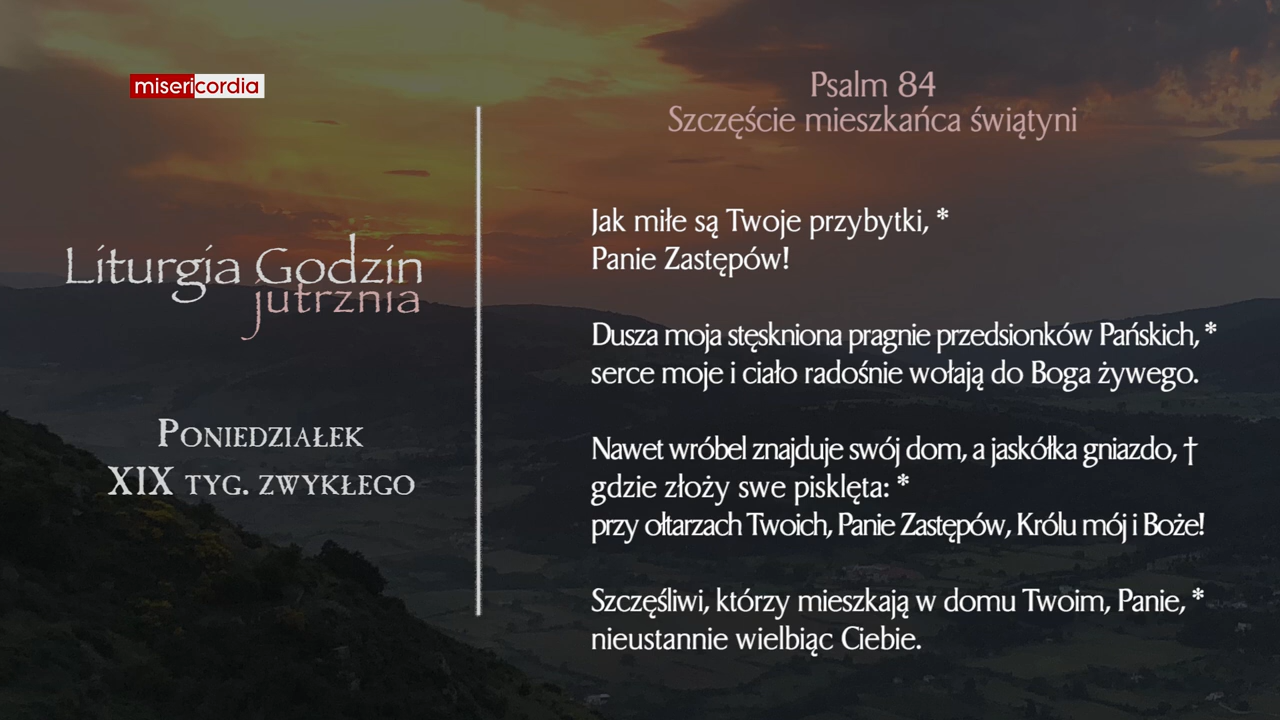 misericordia
Liturgia Godzin
jutrznia
Poniedziałek
XIX tyg. zwykłego
Psalm 84
Szczęście mieszkańca świątyni
Jak miłe są Twoje przybytki, *
Panie Zastępów!
Dusza moja stęskniona pragnie przedsionków Pańskich, *
serce moje i ciało radośnie wołają do Boga żywego.
Nawet wróbel znajduje swój dom, a jaskółka gniazdo, †
gdzie złoży swe pisklęta: *
przy ołtarzach Twoich, Panie Zastępów, Królu mój i Boże!
Szczęśliwi, którzy mieszkają w domu Twoim, Panie, *
nieustannie wielbiąc Ciebie.